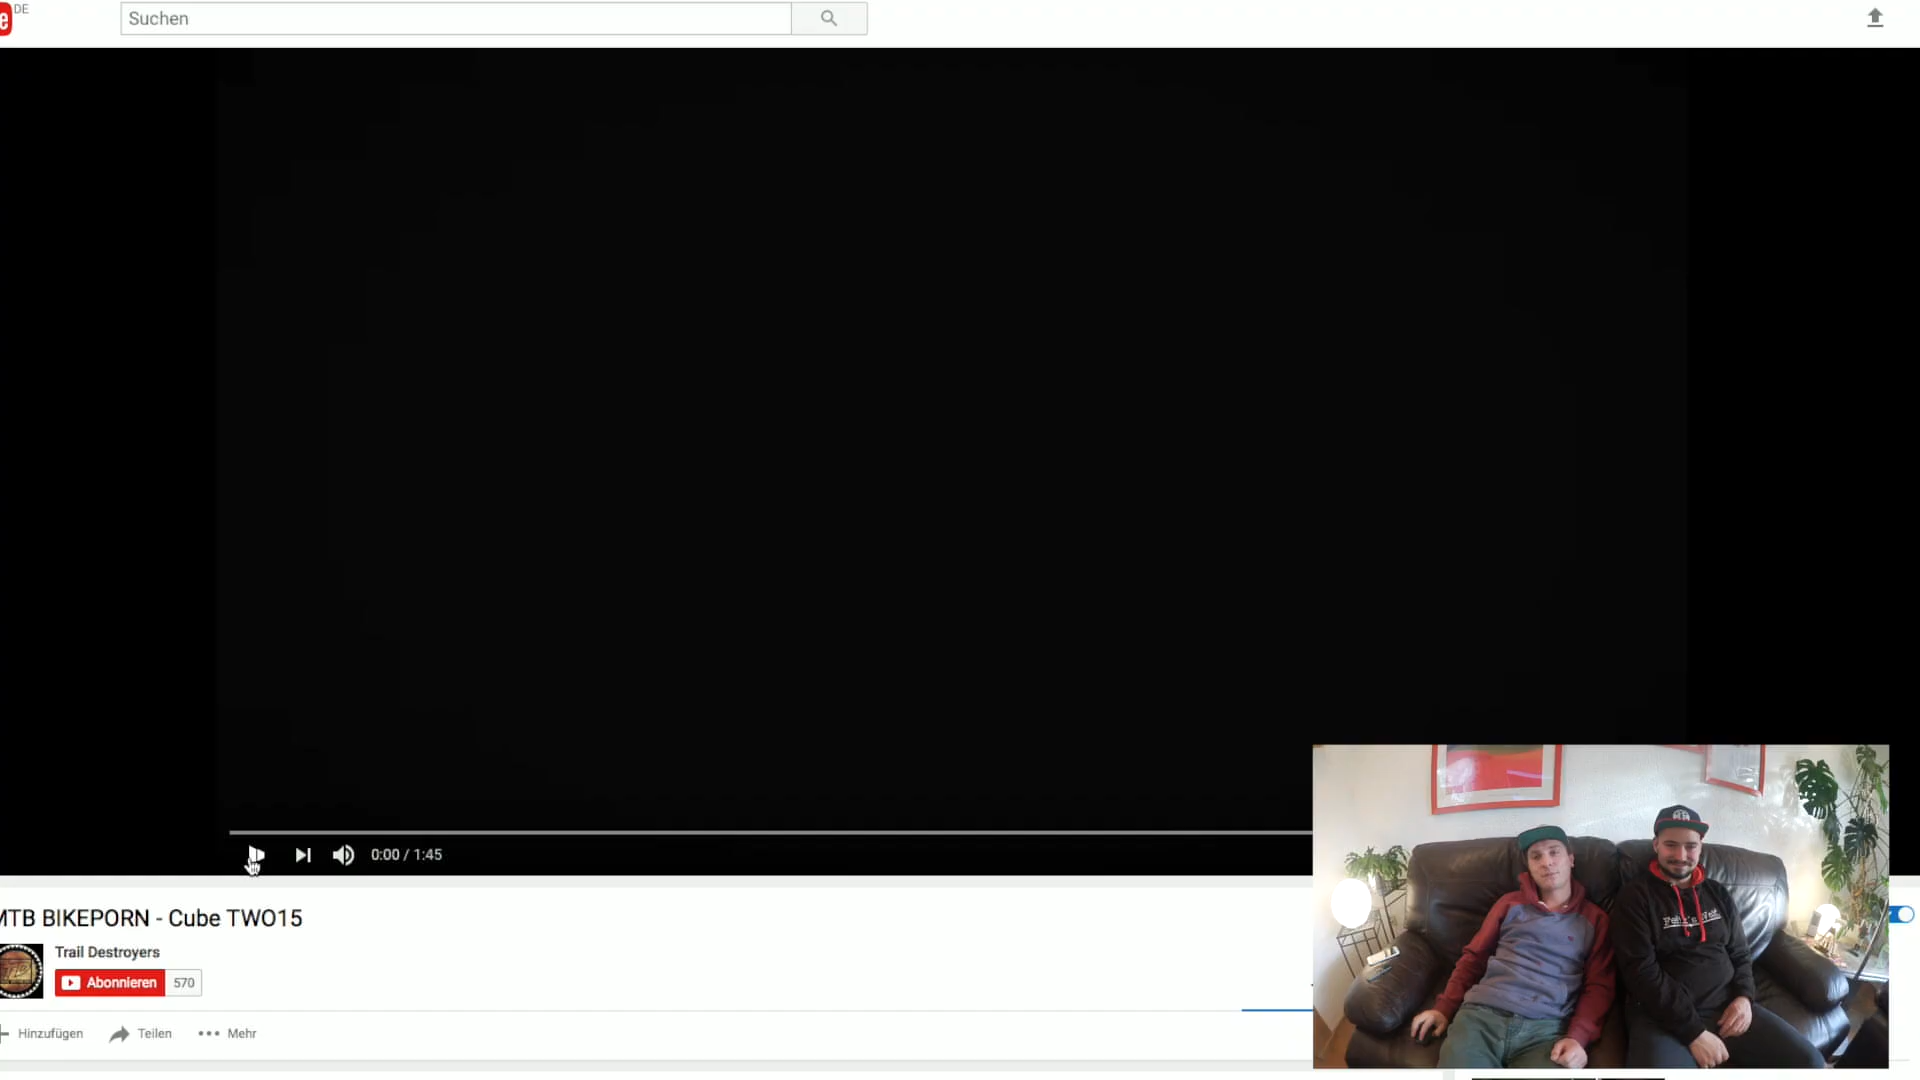 DE
Suchen
0:00 / 1:45
MTB BIKEPORN - Cube TWO15
Trail Destroyers
Abonnieren 570
Hinzufügen Teilen Mehr